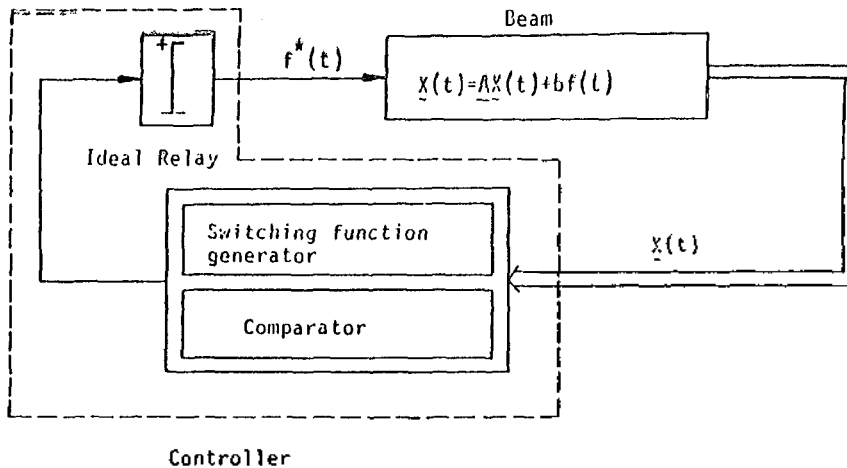 Beam
+
f*(t)
X(t)=AX(t)+bf(t)
Ideal Relay
Switching function
generator
X(t)
Comparator
Controller